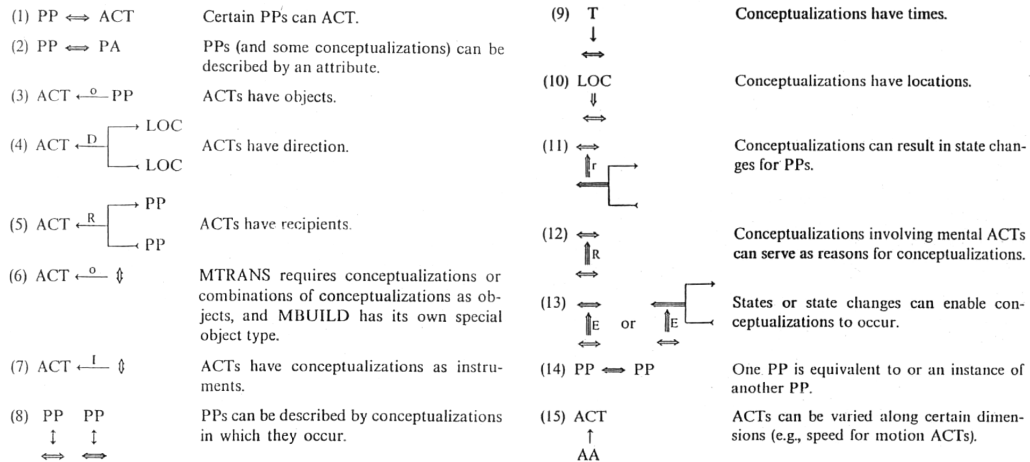 (1) PP ⇔ ACT Certain PPs can ACT.
(2) PP ⇔ PA PPs (and some conceptualizations) can be
described by an attribute.
(3) ACT ←o— PP ACTs have objects.
LOC
(4) ACT ←D— ACTs have direction.
LOC
PP
(5) ACT ←R— ACTs have recipients.
PP
(6) ACT ←o— ⇕ MTRANS requires conceptualizations or
combinations of conceptualizations as ob-
jects, and MBUILD has its own special
object type.
(7) ACT ←I— ⇕ ACTs have conceptualizations as instru-
ments.
(8) PP PP PPs can be described by conceptualizations
↕ ↕ in which they occur.
⇔ ⇔
(9) T Conceptualizations have times.
↓
⇔
(10) LOC Conceptualizations have locations.
⇓
⇔
(11) ⇔ Conceptualizations can result in state chan-
r ges for PPs.
(12) ⇔ Conceptualizations involving mental ACTs
R can serve as reasons for conceptualizations.
⇔
(13) ⇔ States or state changes can enable con-
E or E ceptualizations to occur.
⇔ ⇔
(14) PP ⇔ PP One PP is equivalent to or an instance of
another PP.
(15) ACT ACTs can be varied along certain dimen-
↑ sions (e.g., speed for motion ACTs).
AA